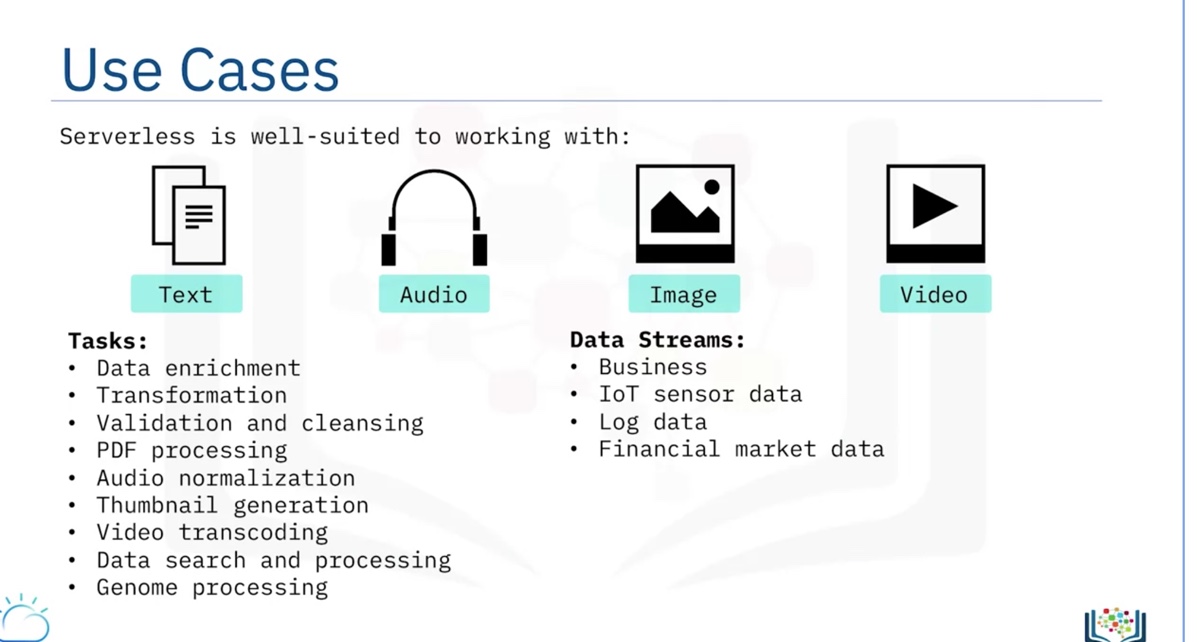 Use Cases
Serverless is well-suited to working with:
Text
Audio
Image
Video
Tasks:
• Data enrichment
• Transformation
• Validation and cleansing
• PDF processing
• Audio normalization
• Thumbnail generation
• Video transcoding
• Data search and processing
• Genome processing
Data Streams:
• Business
• IoT sensor data
• Log data
• Financial market data